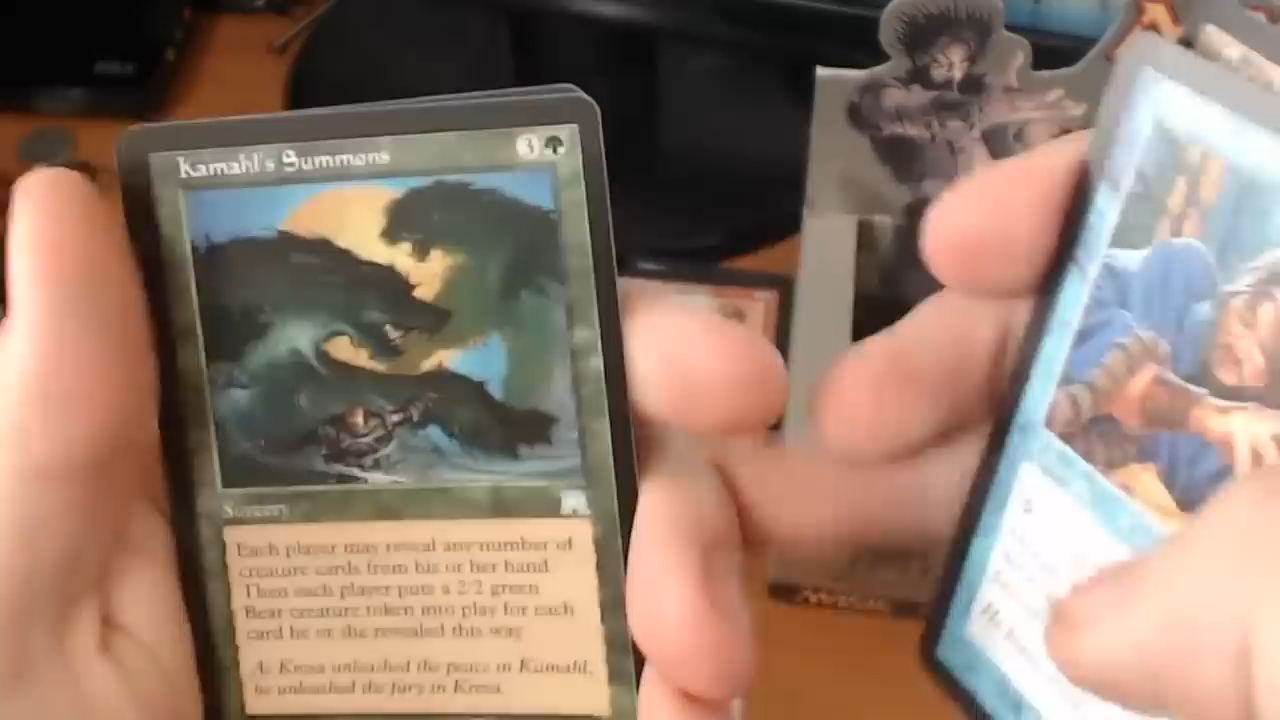 Kamahl's Summons
3
Sorcery
Each player may reveal any number of
creature cards from his or her hand
Then each player puts a 2/2 green
Bear creature token into play for each
card he or she revealed this way
As Krosa unleashed the peace in Kamahl,
he unleashed the fury in Krosa.